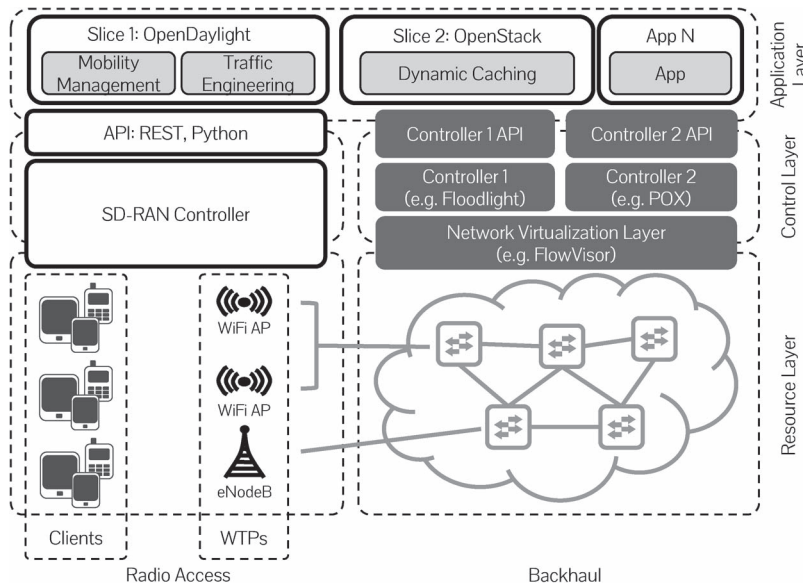 Slice 1: OpenDaylight
Mobility
Management
Traffic
Engineering
Slice 2: OpenStack
Dynamic Caching
App N
App
Application
Layer
API: REST, Python
SD-RAN Controller
Controller 1 API
Controller 2 API
Controller 1
(e.g. Floodlight)
Controller 2
(e.g. POX)
Network Virtualization Layer
(e.g. FlowVisor)
Control Layer
WiFi AP
WiFi AP
eNodeB
Resource Layer
Clients
WTPs
Radio Access
Backhaul